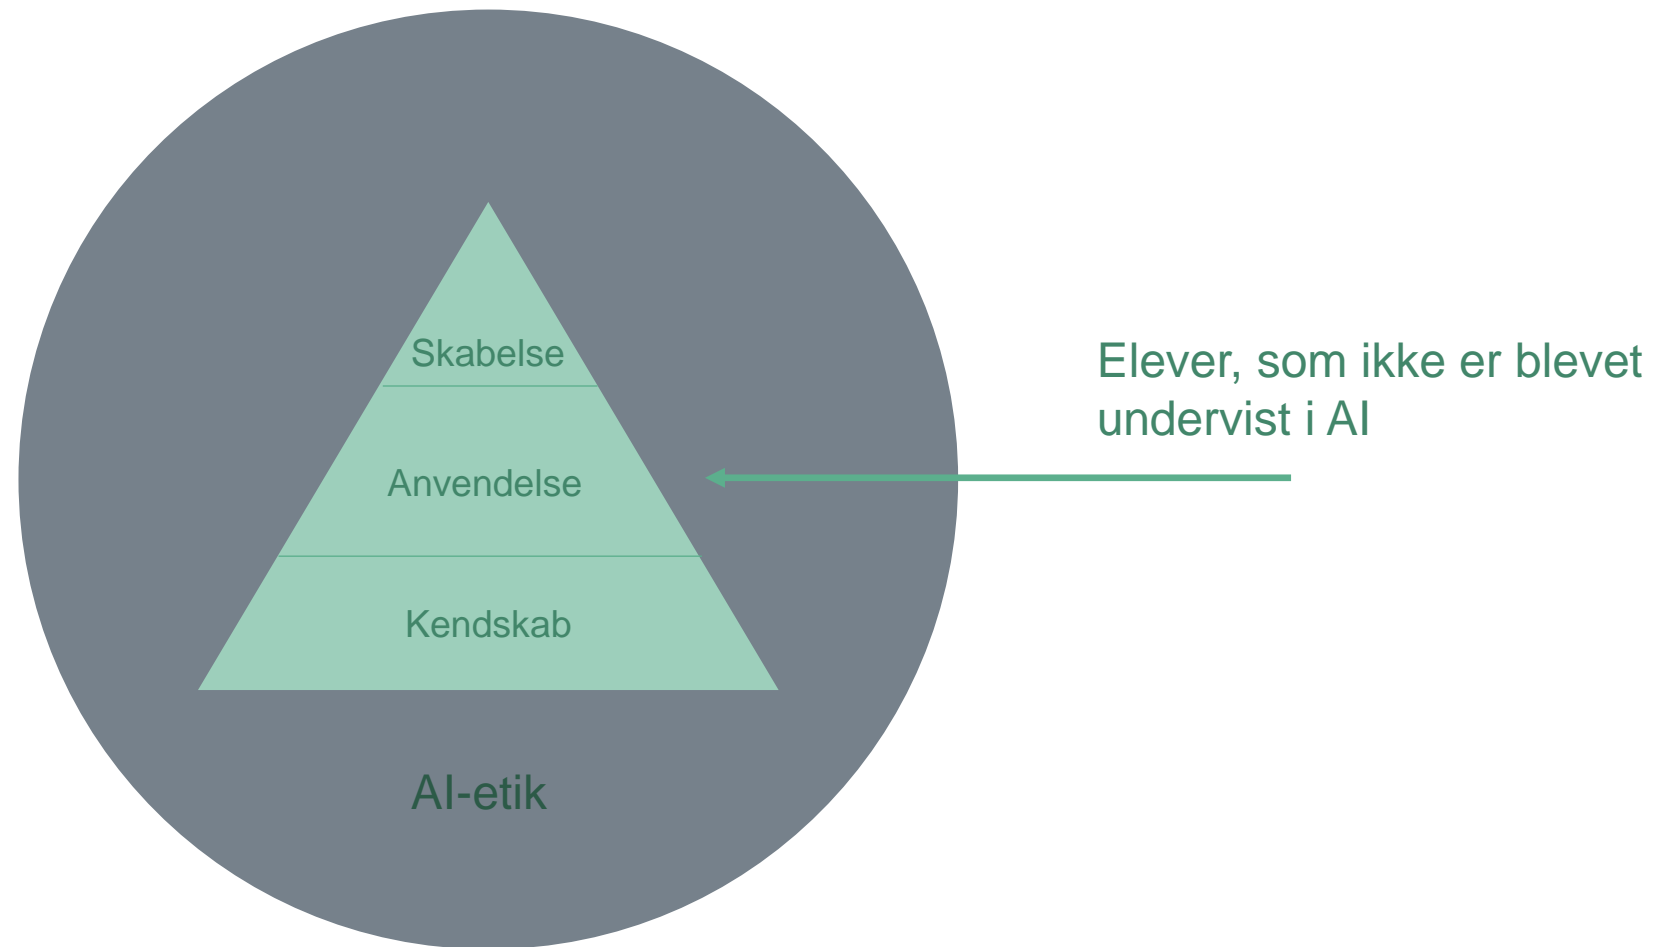 Skabelse
Elever, som ikke er blevet
undervist i AI
Anvendelse
Kendskab
AI-etik